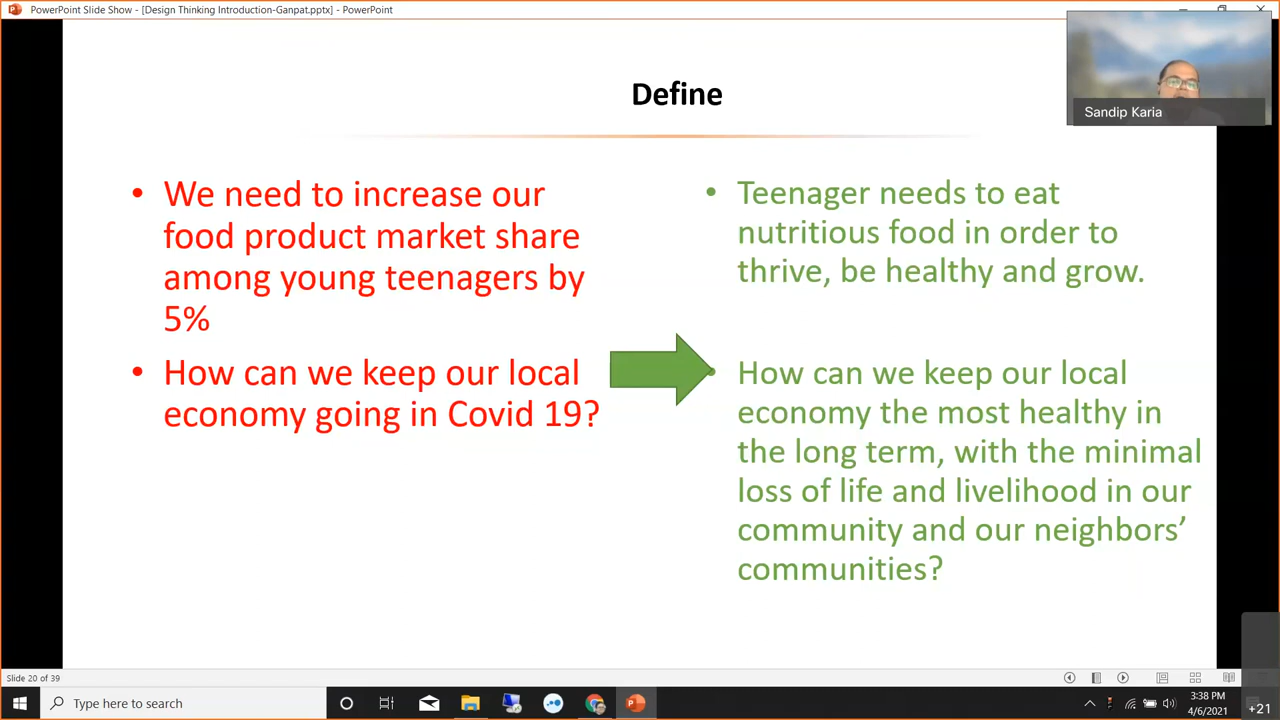 PowerPoint Slide Show - [Design Thinking Introduction-Ganpat.pptx] - PowerPoint
Sandip Karia
Define
• We need to increase our
food product market share
among young teenagers by
5%
• How can we keep our local
economy going in Covid 19?
• Teenager needs to eat
nutritious food in order to
thrive, be healthy and grow.
• How can we keep our local
economy the most healthy in
the long term, with the minimal
loss of life and livelihood in our
community and our neighbors’
communities?
Slide 20 of 39
Type here to search
3:38 PM
4/6/2021
+21